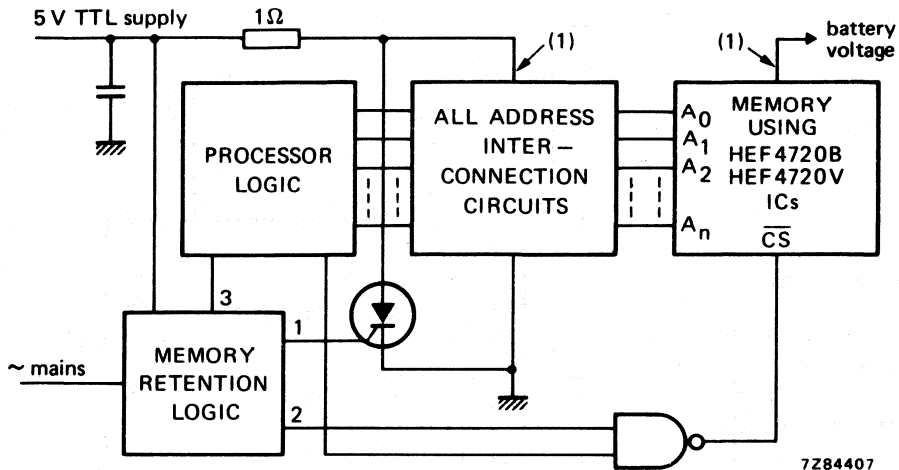 5 V TTL supply
1Ω
(1)
(1)
battery
voltage
PROCESSOR
LOGIC
ALL ADDRESS
INTER –
CONNECTION
CIRCUITS
A0
A1
A2
An
MEMORY
USING
HEF4720B
HEF4720V
ICs
CS
3
1
2
~ mains
MEMORY
RETENTION
LOGIC
7Z84407